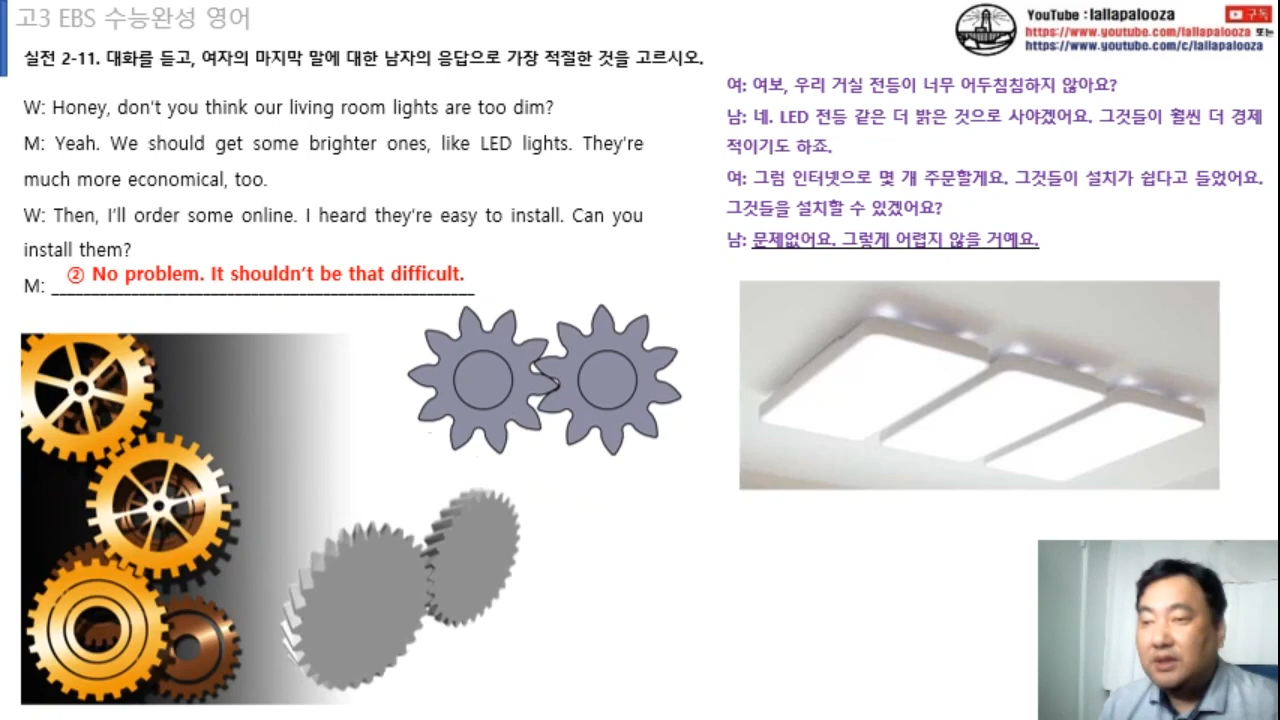 고3 EBS 수능완성 영어
YouTube : lallapalooza
구독
https://www.youtube.com/lallapalooza 또는
https://www.youtube.com/c/lallapalooza
실전 2-11. 대화를 듣고, 여자의 마지막 말에 대한 남자의 응답으로 가장 적절한 것을 고르시오.
W: Honey, don't you think our living room lights are too dim?
M: Yeah. We should get some brighter ones, like LED lights. They're
much more economical, too.
W: Then, I'll order some online. I heard they're easy to install. Can you
install them?
M: ② No problem. It shouldn't be that difficult.
여: 여보, 우리 거실 전등이 너무 어두침침하지 않아요?
남: 네. LED 전등 같은 더 밝은 것으로 사야겠어요. 그것들이 훨씬 더 경제
적이기도 하죠.
여: 그럼 인터넷으로 몇 개 주문할게요. 그것들이 설치가 쉽다고 들었어요.
그것들을 설치할 수 있겠어요?
남: 문제없어요. 그렇게 어렵지 않을 거예요.